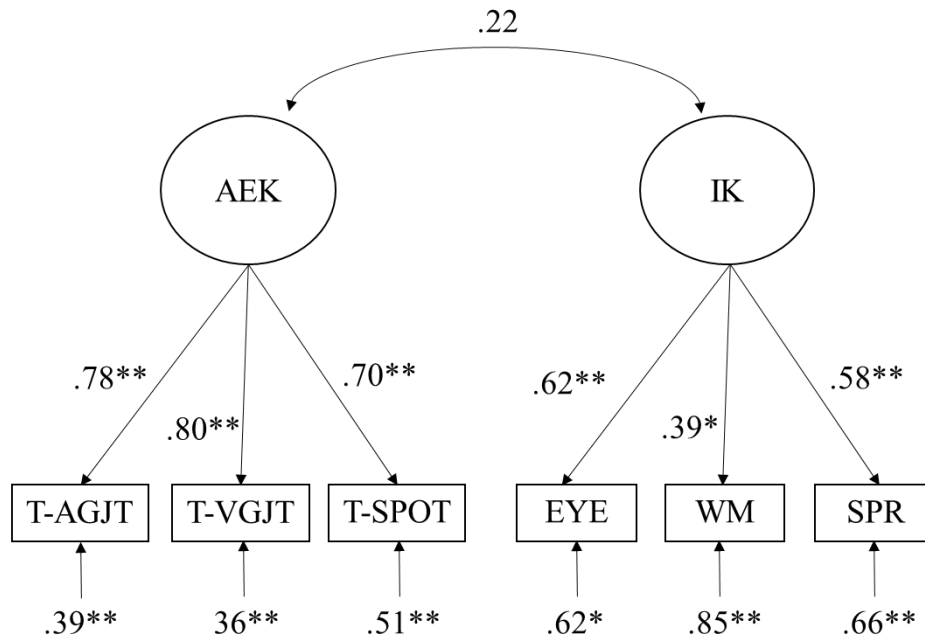 .22
AEK IK
.78** .80** .70** .62** .39* .58**
T-AGJT T-VGJT T-SPOT EYE WM SPR
.39** 36** .51** .62* .85** .66**